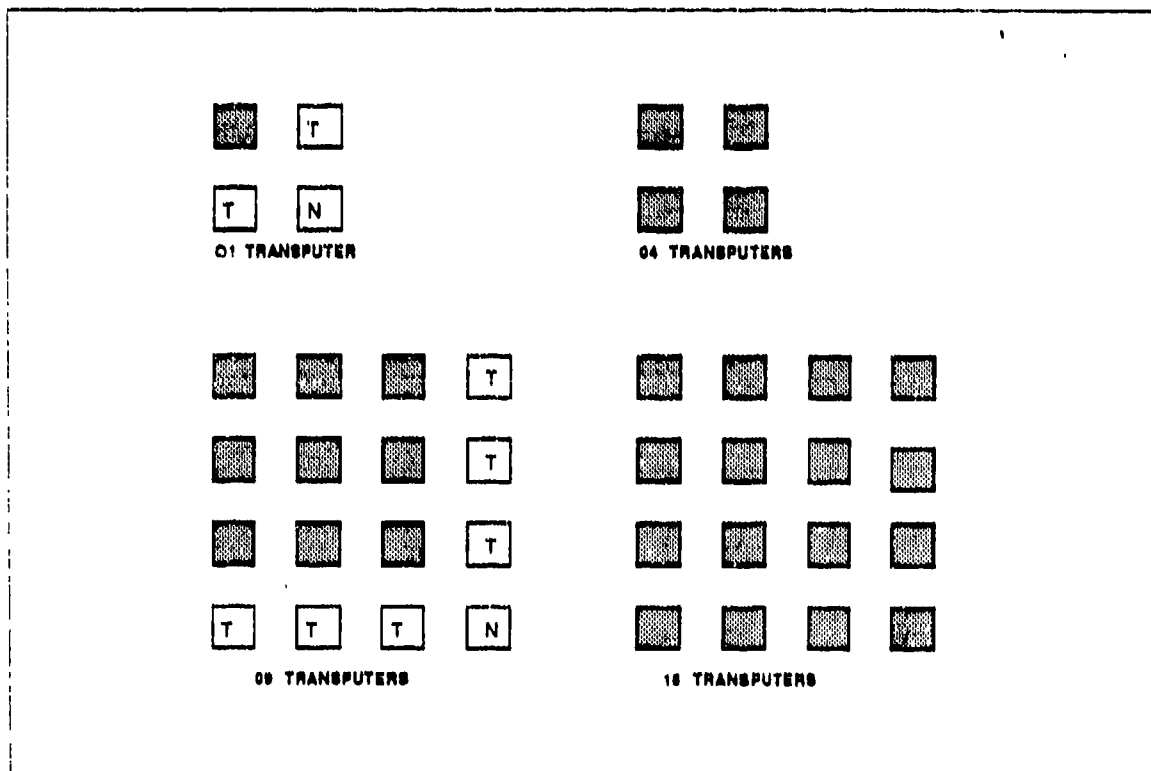 T
T N
01 TRANSPUTER
04 TRANSPUTERS
T
T
T
T T T N
09 TRANSPUTERS
16 TRANSPUTERS